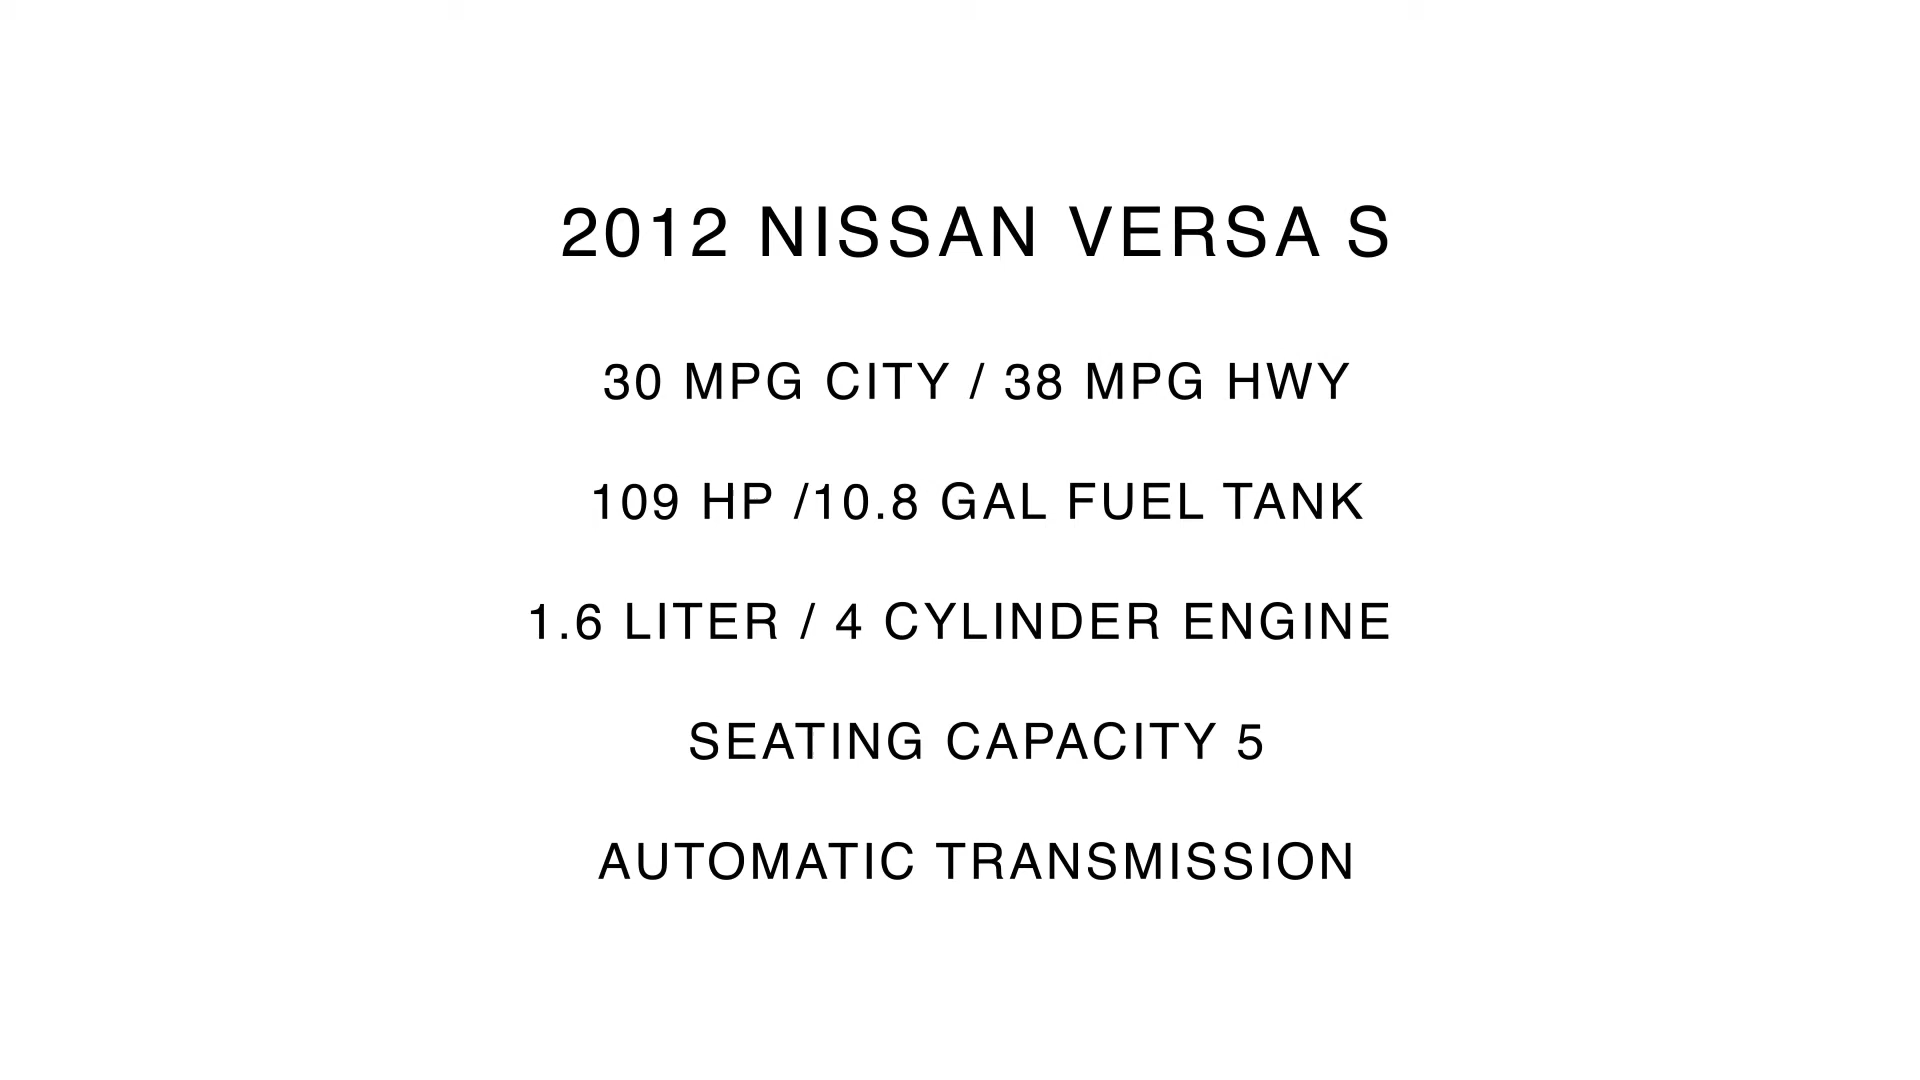 2012 NISSAN VERSA S
30 MPG CITY / 38 MPG HWY
109 HP /10.8 GAL FUEL TANK
1.6 LITER / 4 CYLINDER ENGINE
SEATING CAPACITY 5
AUTOMATIC TRANSMISSION